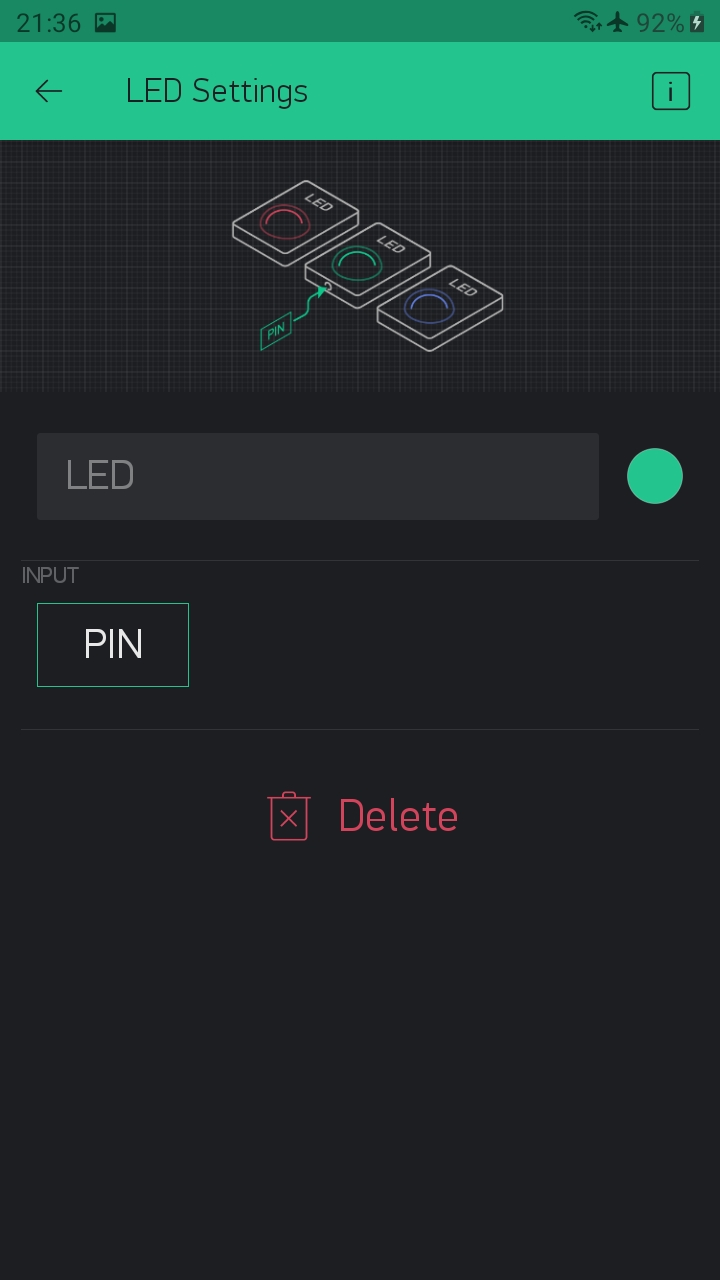 21:36 92%
LED Settings
i
LED
LED
LED
PIN
LED
INPUT
PIN
Delete